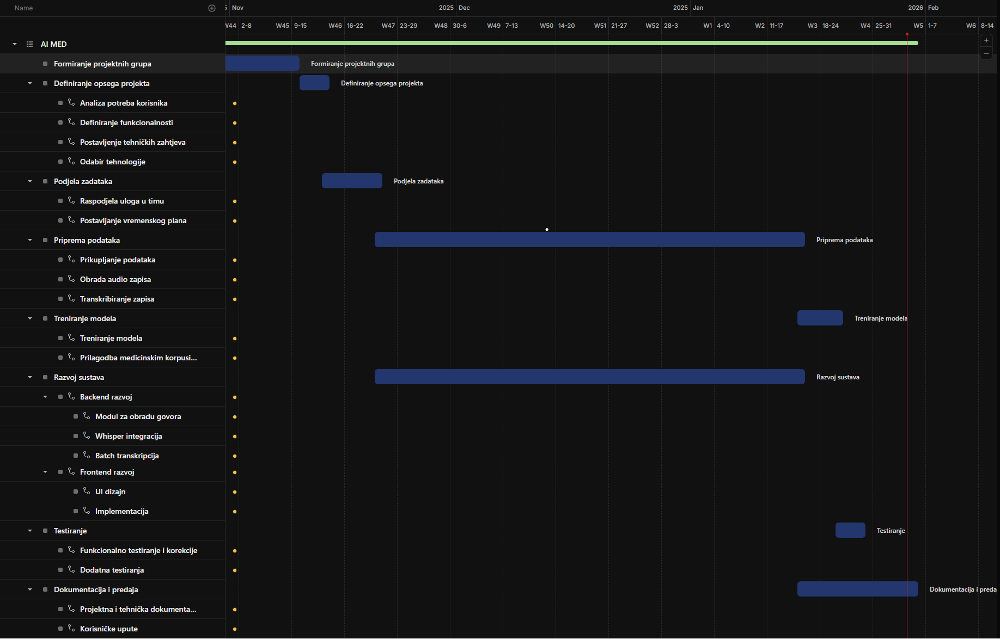 Name
5 Nov 2025 Dec 2025 Jan 2026 Feb
W44 2-8 W45 9-15 W46 16-22 W47 23-29 W48 30-6 W49 7-13 W50 14-20 W51 21-27 W52 28-3 W1 4-10 W2 11-17 W3 18-24 W4 25-31 W5 1-7 W6 8-14
AI MED
Formiranje projektnih grupa Formiranje projektnih grupa
Definiranje opsega projekta Definiranje opsega projekta
Analiza potreba korisnika
Definiranje funkcionalnosti
Postavljenje tehničkih zahtjeva
Odabir tehnologije
Podjela zadataka Podjela zadataka
Raspodjela uloga u timu
Postavljanje vremenskog plana
Priprema podataka Priprema podataka
Prikupljanje podataka
Obrada audio zapisa
Transkribiranje zapisa
Treniranje modela Treniranje modela
Treniranje modela
Prilagodba medicinskim korpusi...
Razvoj sustava Razvoj sustava
Backend razvoj
Modul za obradu govora
Whisper integracija
Batch transkripcija
Frontend razvoj
UI dizajn
Implementacija
Testiranje Testiranje
Funkcionalno testiranje i korekcije
Dodatna testiranja
Dokumentacija i predaja Dokumentacija i predaj
Projektna i tehnička dokumenta...
Korisničke upute